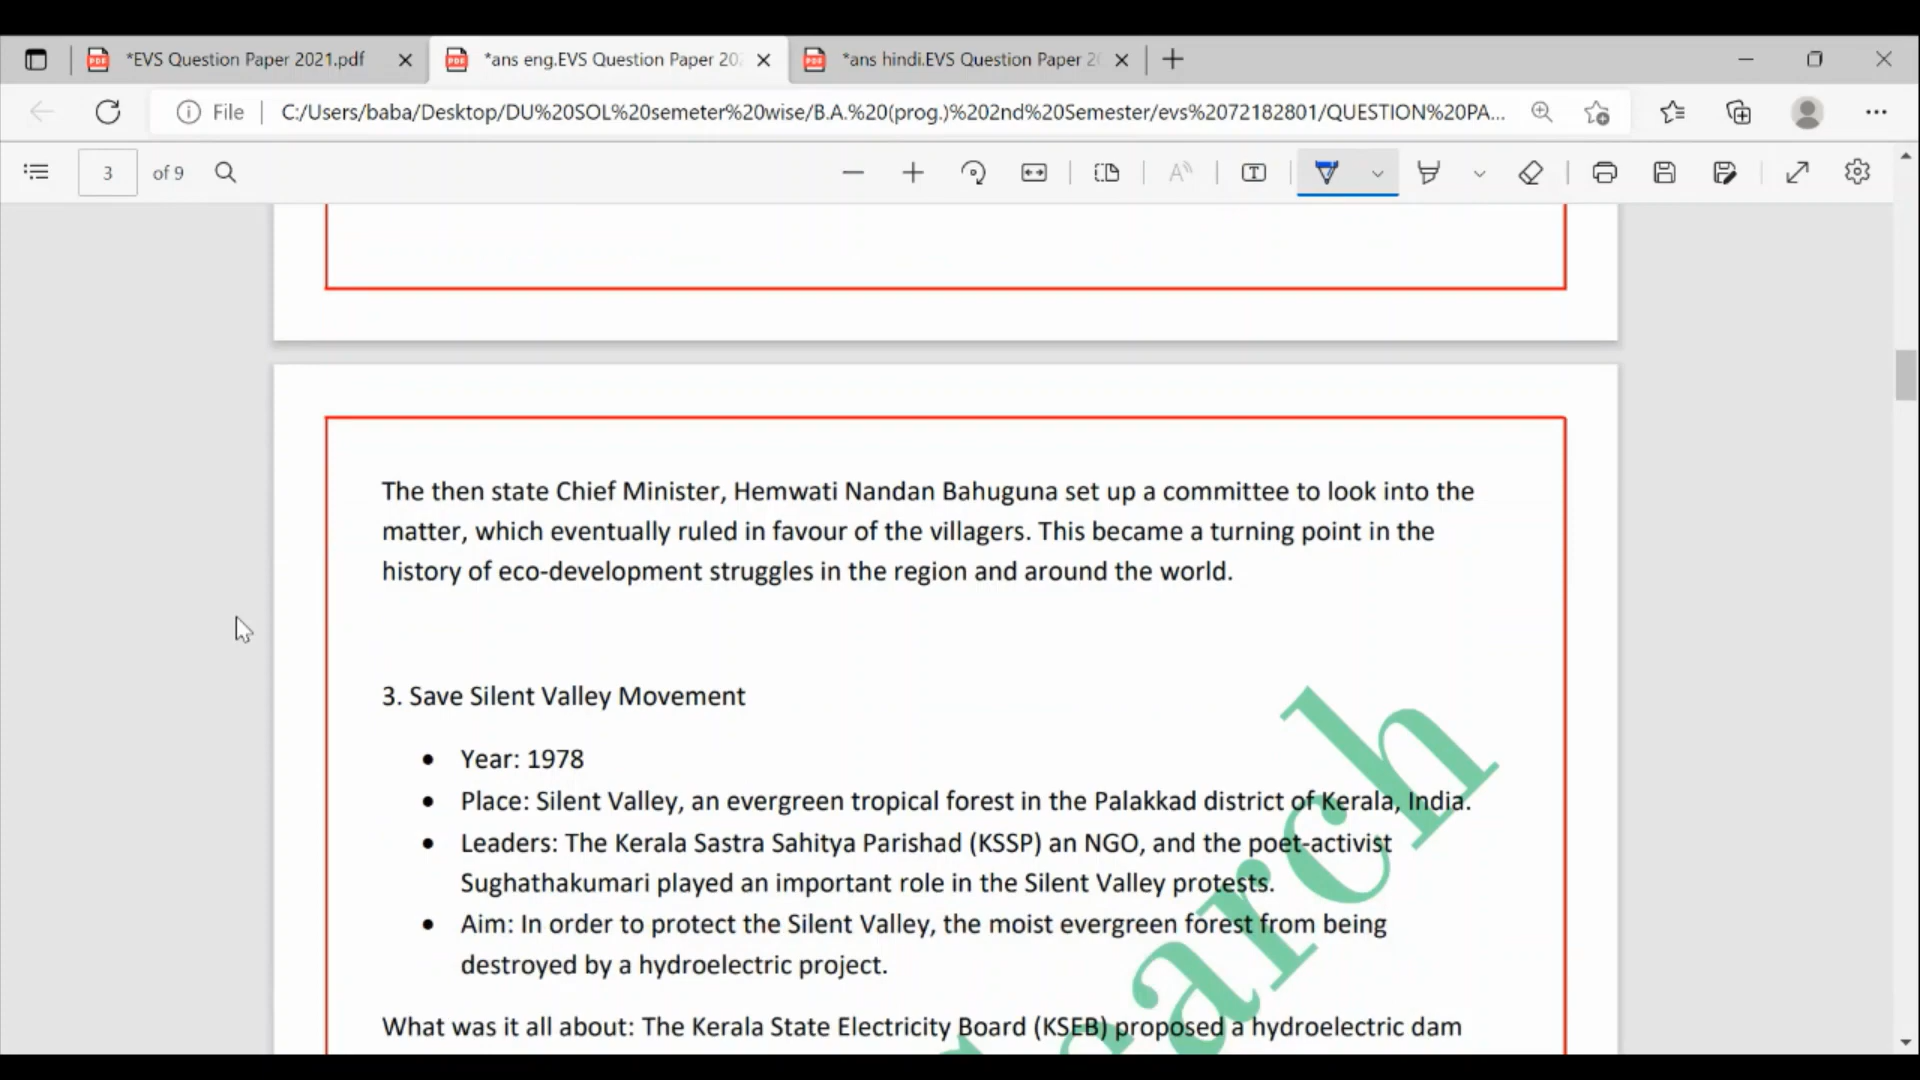 *EVS Question Paper 2021.pdf
*ans eng.EVS Question Paper 20
*ans hindi.EVS Question Paper 2
File
C:/Users/baba/Desktop/DU%20SOL%20semeter%20wise/B.A.%20(prog.)%202nd%20Semester/evs%2072182801/QUESTION%20PA...
3 of 9
The then state Chief Minister, Hemwati Nandan Bahuguna set up a committee to look into the
matter, which eventually ruled in favour of the villagers. This became a turning point in the
history of eco-development struggles in the region and around the world.
3. Save Silent Valley Movement
• Year: 1978
• Place: Silent Valley, an evergreen tropical forest in the Palakkad district of Kerala, India.
• Leaders: The Kerala Sastra Sahitya Parishad (KSSP) an NGO, and the poet-activist
Sughathakumari played an important role in the Silent Valley protests.
• Aim: In order to protect the Silent Valley, the moist evergreen forest from being
destroyed by a hydroelectric project.
What was it all about: The Kerala State Electricity Board (KSEB) proposed a hydroelectric dam
arch